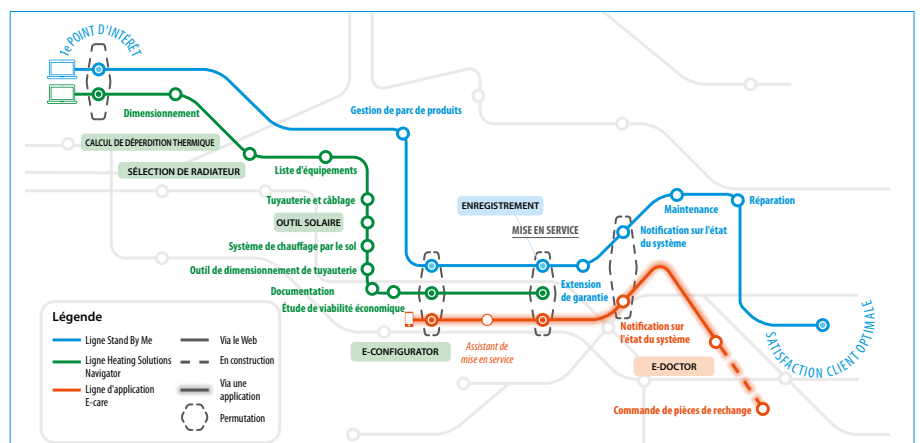 1e POINT D'INTÉRÊT
Dimensionnement
CALCUL DE DÉPERDITION THERMIQUE
SÉLECTION DE RADIATEUR
Liste d'équipements
Tuyauterie et câblage
OUTIL SOLAIRE
Système de chauffage par le sol
Outil de dimensionnement de tuyauterie
Documentation
Étude de viabilité économique
Gestion de parc de produits
ENREGISTREMENT
MISE EN SERVICE
Extension
de garantie
Maintenance
Réparation
Notification sur l'état
du système
E-CONFIGURATOR
Assistant de
mise en service
Notification sur
l'état du système
E-DOCTOR
Commande de pièces de rechange
SATISFACTION CLIENT OPTIMALE
Légende
Ligne Stand By Me
Ligne Heating Solutions
Navigator
Ligne d'application
E-care
Via le Web
En construction
Via une
application
Permutation